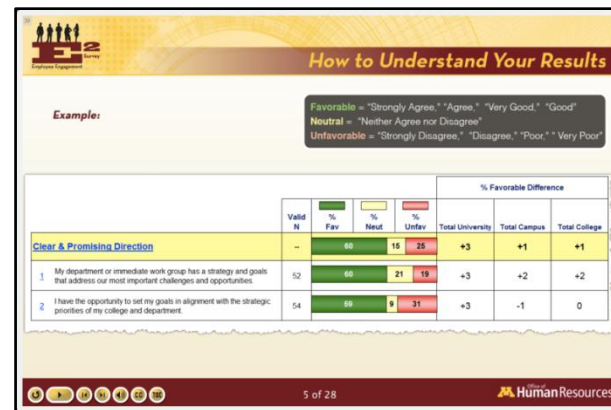 E2
Survey
Employee Engagement
How to Understand Your Results
Example:
Favorable = "Strongly Agree," "Agree," "Very Good," "Good"
Neutral = "Neither Agree nor Disagree"
Unfavorable = "Strongly Disagree," "Disagree," "Poor," " Very Poor"
% Favorable Difference
Valid N % Fav % Neut % Unfav Total University Total Campus Total College
Clear & Promising Direction -- 60 15 25 +3 +1 +1
1 My department or immediate work group has a strategy and goals that address our most important challenges and opportunities. 52 60 21 19 +3 +2 +2
2 I have the opportunity to set my goals in alignment with the strategic priorities of my college and department. 54 59 9 31 +3 -1 0
CC TOC
5 of 28
M Office of Human Resources